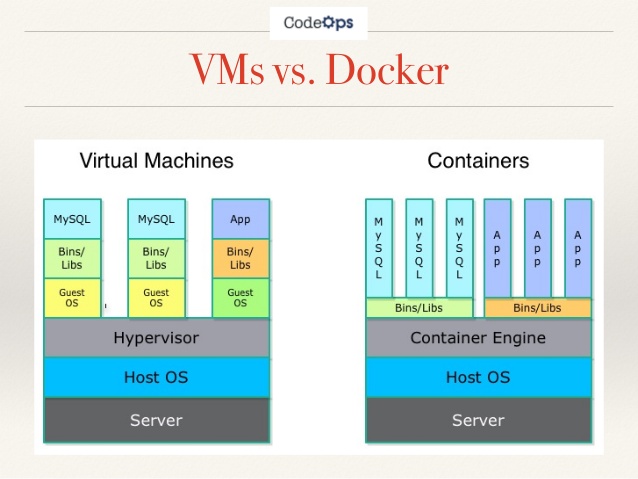 CodeOps
VMs vs. Docker
Virtual Machines
MySQL
MySQL
App
Bins/
Libs
Bins/
Libs
Bins/
Libs
Guest
OS
Guest
OS
Guest
OS
Hypervisor
Host OS
Server
Containers
MySQL
MySQL
MySQL
App
App
App
Bins/Libs
Bins/Libs
Container Engine
Host OS
Server